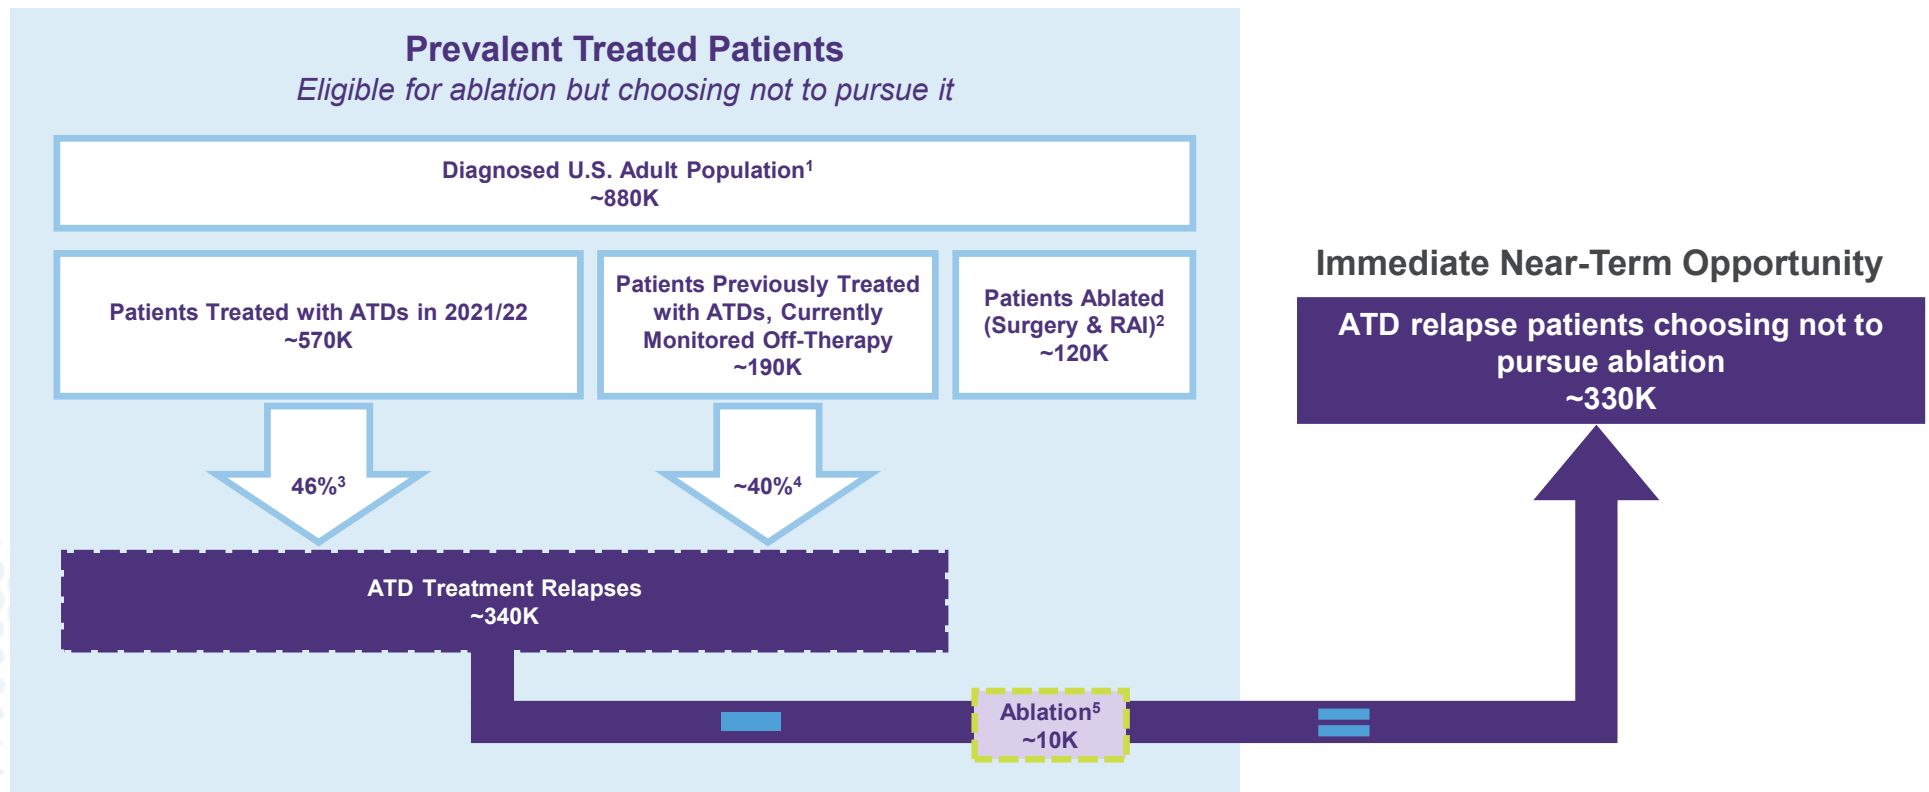 Prevalent Treated Patients
Eligible for ablation but choosing not to pursue it
Diagnosed U.S. Adult Population¹
~880K
Patients Treated with ATDs in 2021/22
~570K
Patients Previously Treated
with ATDs, Currently
Monitored Off-Therapy
~190K
Patients Ablated
(Surgery & RAI)²
~120K
46%³
~40%⁴
ATD Treatment Relapses
~340K
Ablation⁵
~10K
Immediate Near-Term Opportunity
ATD relapse patients choosing not to
pursue ablation
~330K